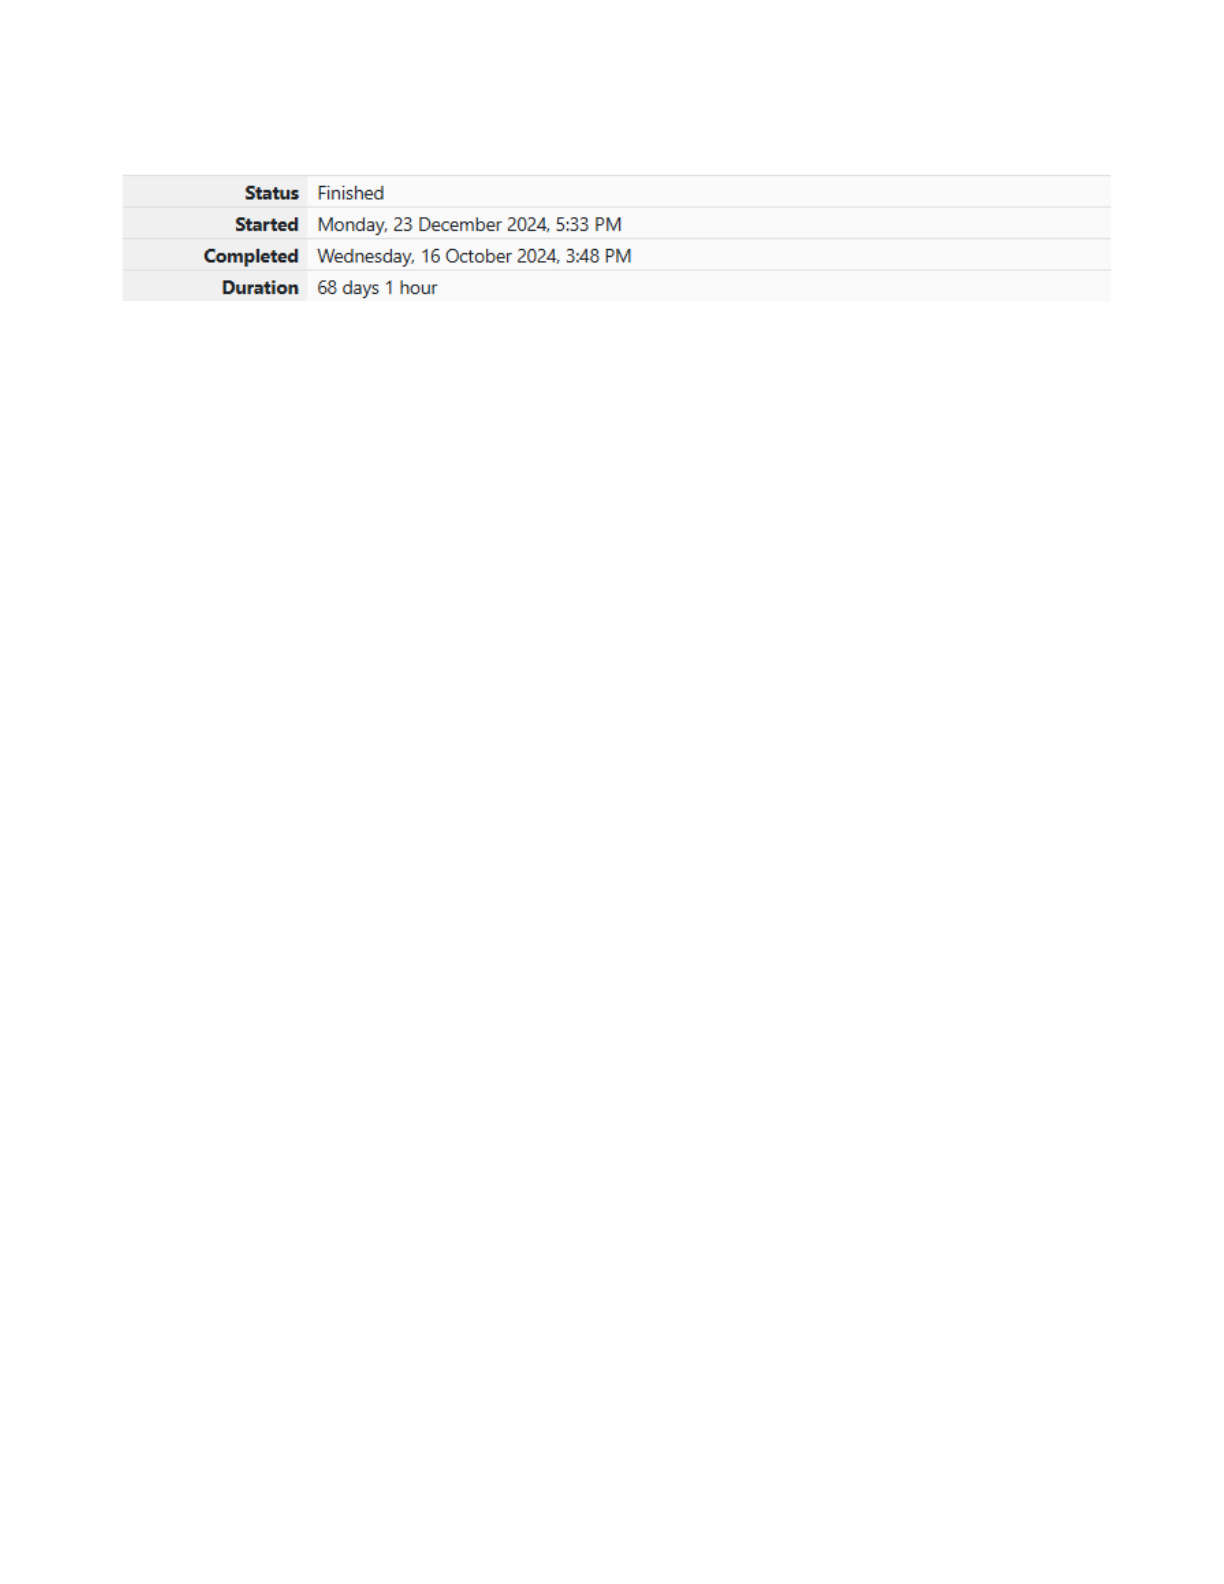 Status Finished
Started Monday, 23 December 2024, 5:33 PM
Completed Wednesday, 16 October 2024, 3:48 PM
Duration 68 days 1 hour